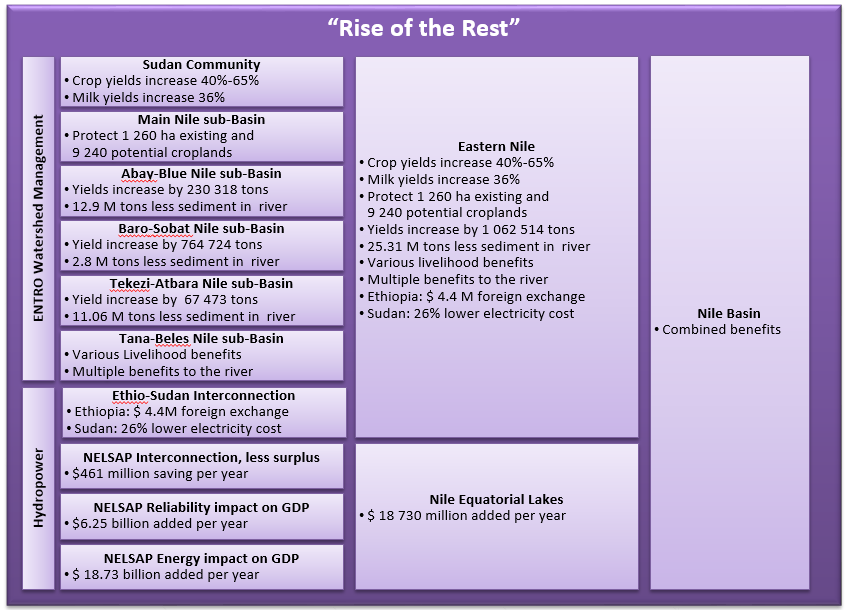 “Rise of the Rest”
ENTRO Watershed Management
Sudan Community
• Crop yields increase 40%-65%
• Milk yields increase 36%
Main Nile sub-Basin
• Protect 1 260 ha existing and
9 240 potential croplands
Abay-Blue Nile sub-Basin
• Yields increase by 230 318 tons
• 12.9 M tons less sediment in river
Baro-Sobat Nile sub-Basin
• Yield increase by 764 724 tons
• 2.8 M tons less sediment in river
Tekezi-Atbara Nile sub-Basin
• Yield increase by 67 473 tons
• 11.06 M tons less sediment in river
Tana-Beles Nile sub-Basin
• Various Livelihood benefits
• Multiple benefits to the river
Hydropower
Ethio-Sudan Interconnection
• Ethiopia: $ 4.4M foreign exchange
• Sudan: 26% lower electricity cost
NELSAP Interconnection, less surplus
• $461 million saving per year
NELSAP Reliability impact on GDP
• $6.25 billion added per year
NELSAP Energy impact on GDP
• $ 18.73 billion added per year
Eastern Nile
• Crop yields increase 40%-65%
• Milk yields increase 36%
• Protect 1 260 ha existing and
9 240 potential croplands
• Yields increase by 1 062 514 tons
• 25.31 M tons less sediment in river
• Various livelihood benefits
• Multiple benefits to the river
• Ethiopia: $ 4.4 M foreign exchange
• Sudan: 26% lower electricity cost
Nile Equatorial Lakes
• $ 18 730 million added per year
Nile Basin
• Combined benefits